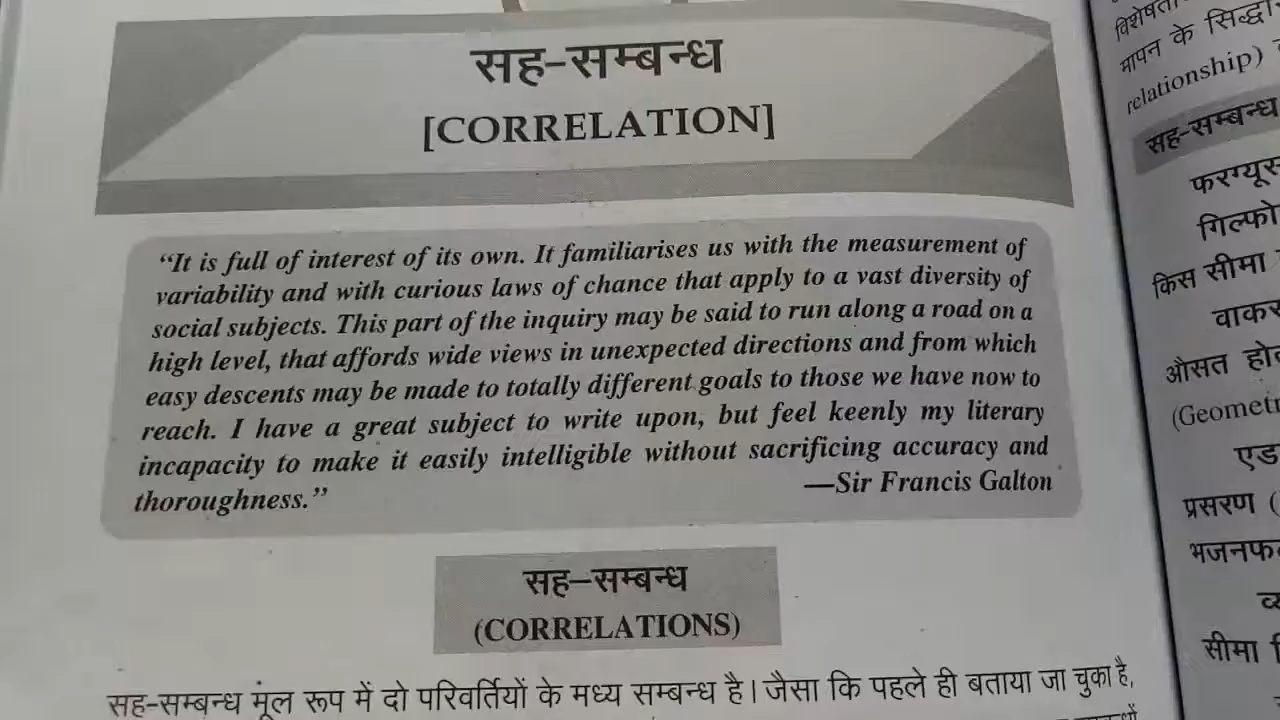 सह-सम्बन्ध
[CORRELATION]
“It is full of interest of its own. It familiarises us with the measurement of
variability and with curious laws of chance that apply to a vast diversity of
social subjects. This part of the inquiry may be said to run along a road on a
high level, that affords wide views in unexpected directions and from which
easy descents may be made to totally different goals to those we have now to
reach. I have a great subject to write upon, but feel keenly my literary
incapacity to make it easily intelligible without sacrificing accuracy and
thoroughness.” —Sir Francis Galton
सह–सम्बन्ध
(CORRELATIONS)
सह-सम्बन्ध मूल रूप में दो परिवर्तियों के मध्य सम्बन्ध है। जैसा कि पहले ही बताया जा चुका है,
मापन के
relationship)
सह-सम्बन्ध
किस सीमा
औसत
प्रसरण (
सीमा